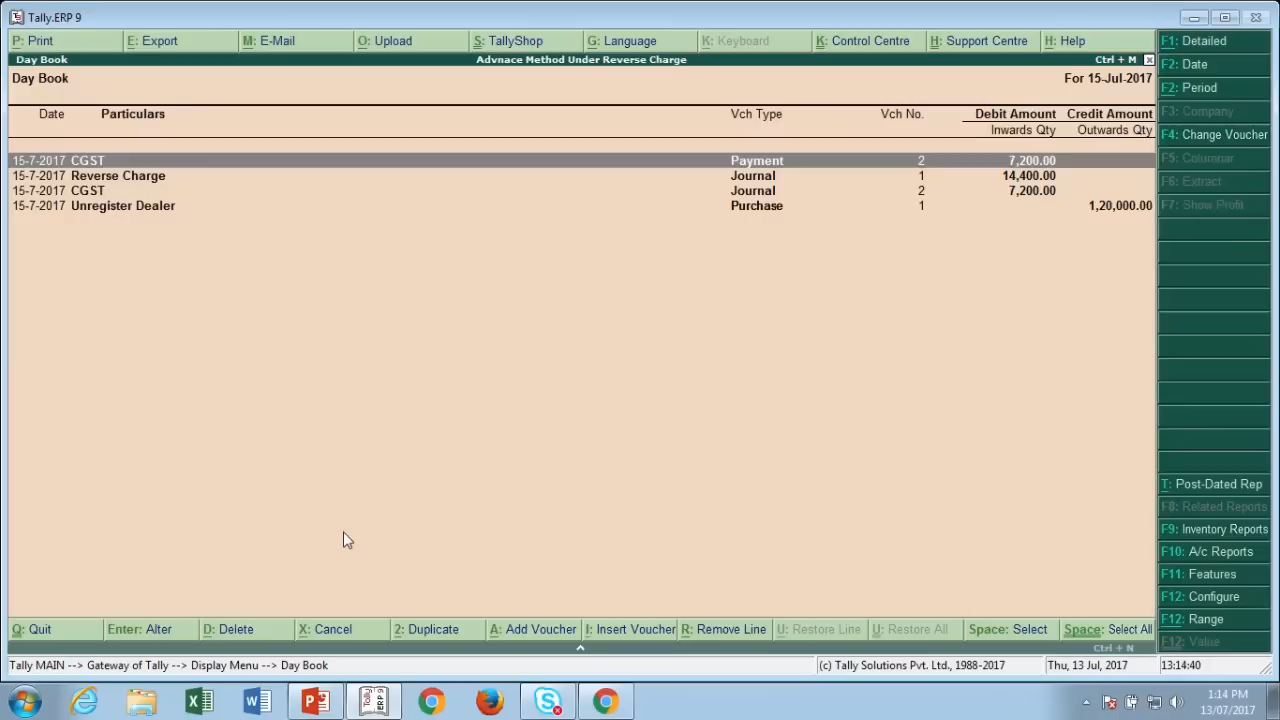 Tally.ERP 9
P: Print E: Export M: E-Mail O: Upload S: TallyShop G: Language K: Keyboard K: Control Centre H: Support Centre H: Help
Day Book Advnace Method Under Reverse Charge Ctrl + M
Day Book For 15-Jul-2017
Date Particulars Vch Type Vch No. Debit Amount Credit Amount
Inwards Qty Outwards Qty
15-7-2017 CGST Payment 2 7,200.00
15-7-2017 Reverse Charge Journal 1 14,400.00
15-7-2017 CGST Journal 2 7,200.00
15-7-2017 Unregister Dealer Purchase 1 1,20,000.00
F1: Detailed
F2: Date
F2: Period
F3: Company
F4: Change Voucher
F5: Columnar
F6: Extract
F7: Show Profit
T: Post-Dated Rep
F8: Related Reports
F9: Inventory Reports
F10: A/c Reports
F11: Features
F12: Configure
F12: Range
F12: Value
Q: Quit Enter: Alter D: Delete X: Cancel 2: Duplicate A: Add Voucher I: Insert Voucher R: Remove Line U: Restore Line U: Restore All Space: Select Space: Select All
Ctrl + N
Tally MAIN --> Gateway of Tally --> Display Menu --> Day Book (c) Tally Solutions Pvt. Ltd., 1988-2017 Thu, 13 Jul, 2017 13:14:40
1:14 PM
13/07/2017